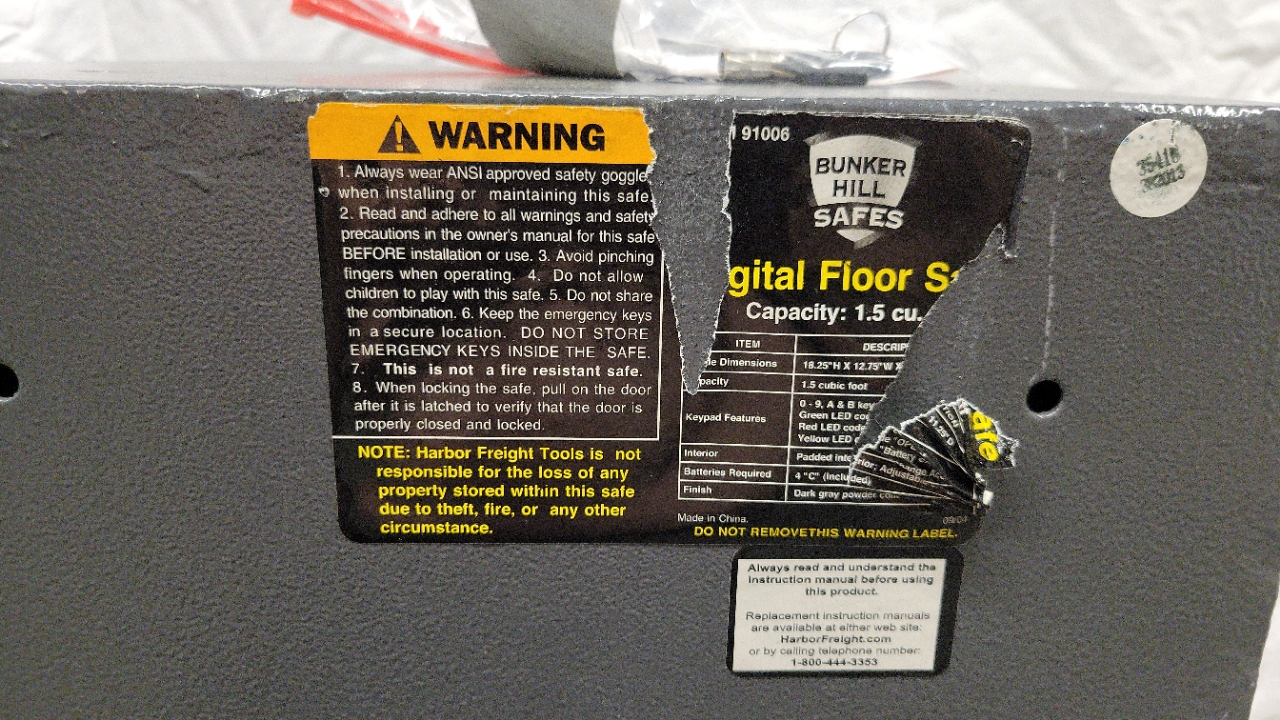 WARNING
1. Always wear ANSI approved safety goggle
when installing or maintaining this safe
2. Read and adhere to all warnings and safety
precautions in the owner's manual for this safe
BEFORE installation or use. 3. Avoid pinching
fingers when operating. 4. Do not allow
children to play with this safe. 5. Do not share
the combination. 6. Keep the emergency keys
in a secure location. DO NOT STORE
EMERGENCY KEYS INSIDE THE SAFE.
7. This is not a fire resistant safe.
8. When locking the safe, pull on the door
after it is latched to verify that the door is
properly closed and locked.
NOTE: Harbor Freight Tools is not
responsible for the loss of any
property stored within this safe
due to theft, fire, or any other
circumstance.
91006
BUNKER
HILL
SAFES
gital Floor Sa
Capacity: 1.5 cu.
ITEM DESCRIP
le Dimensions 18.25"H X 12.75"W X
pacity 1.5 cubic foot
Keypad Features
0 - 9, A & B key
Green LED cod
Red LED code
Yellow LED
Interior Padded inte
Batteries Required 4 "C" (included
Finish Dark gray powder co
afe
"Battery
ange
rior; Adjustabl
Made in China. 09/04
DO NOT REMOVETHIS WARNING LABEL.
Always read and understand the
instruction manual before using
this product.
Replacement instruction manuals
are available at either web site:
HarborFreight.com
or by calling telephone number:
1-800-444-3353